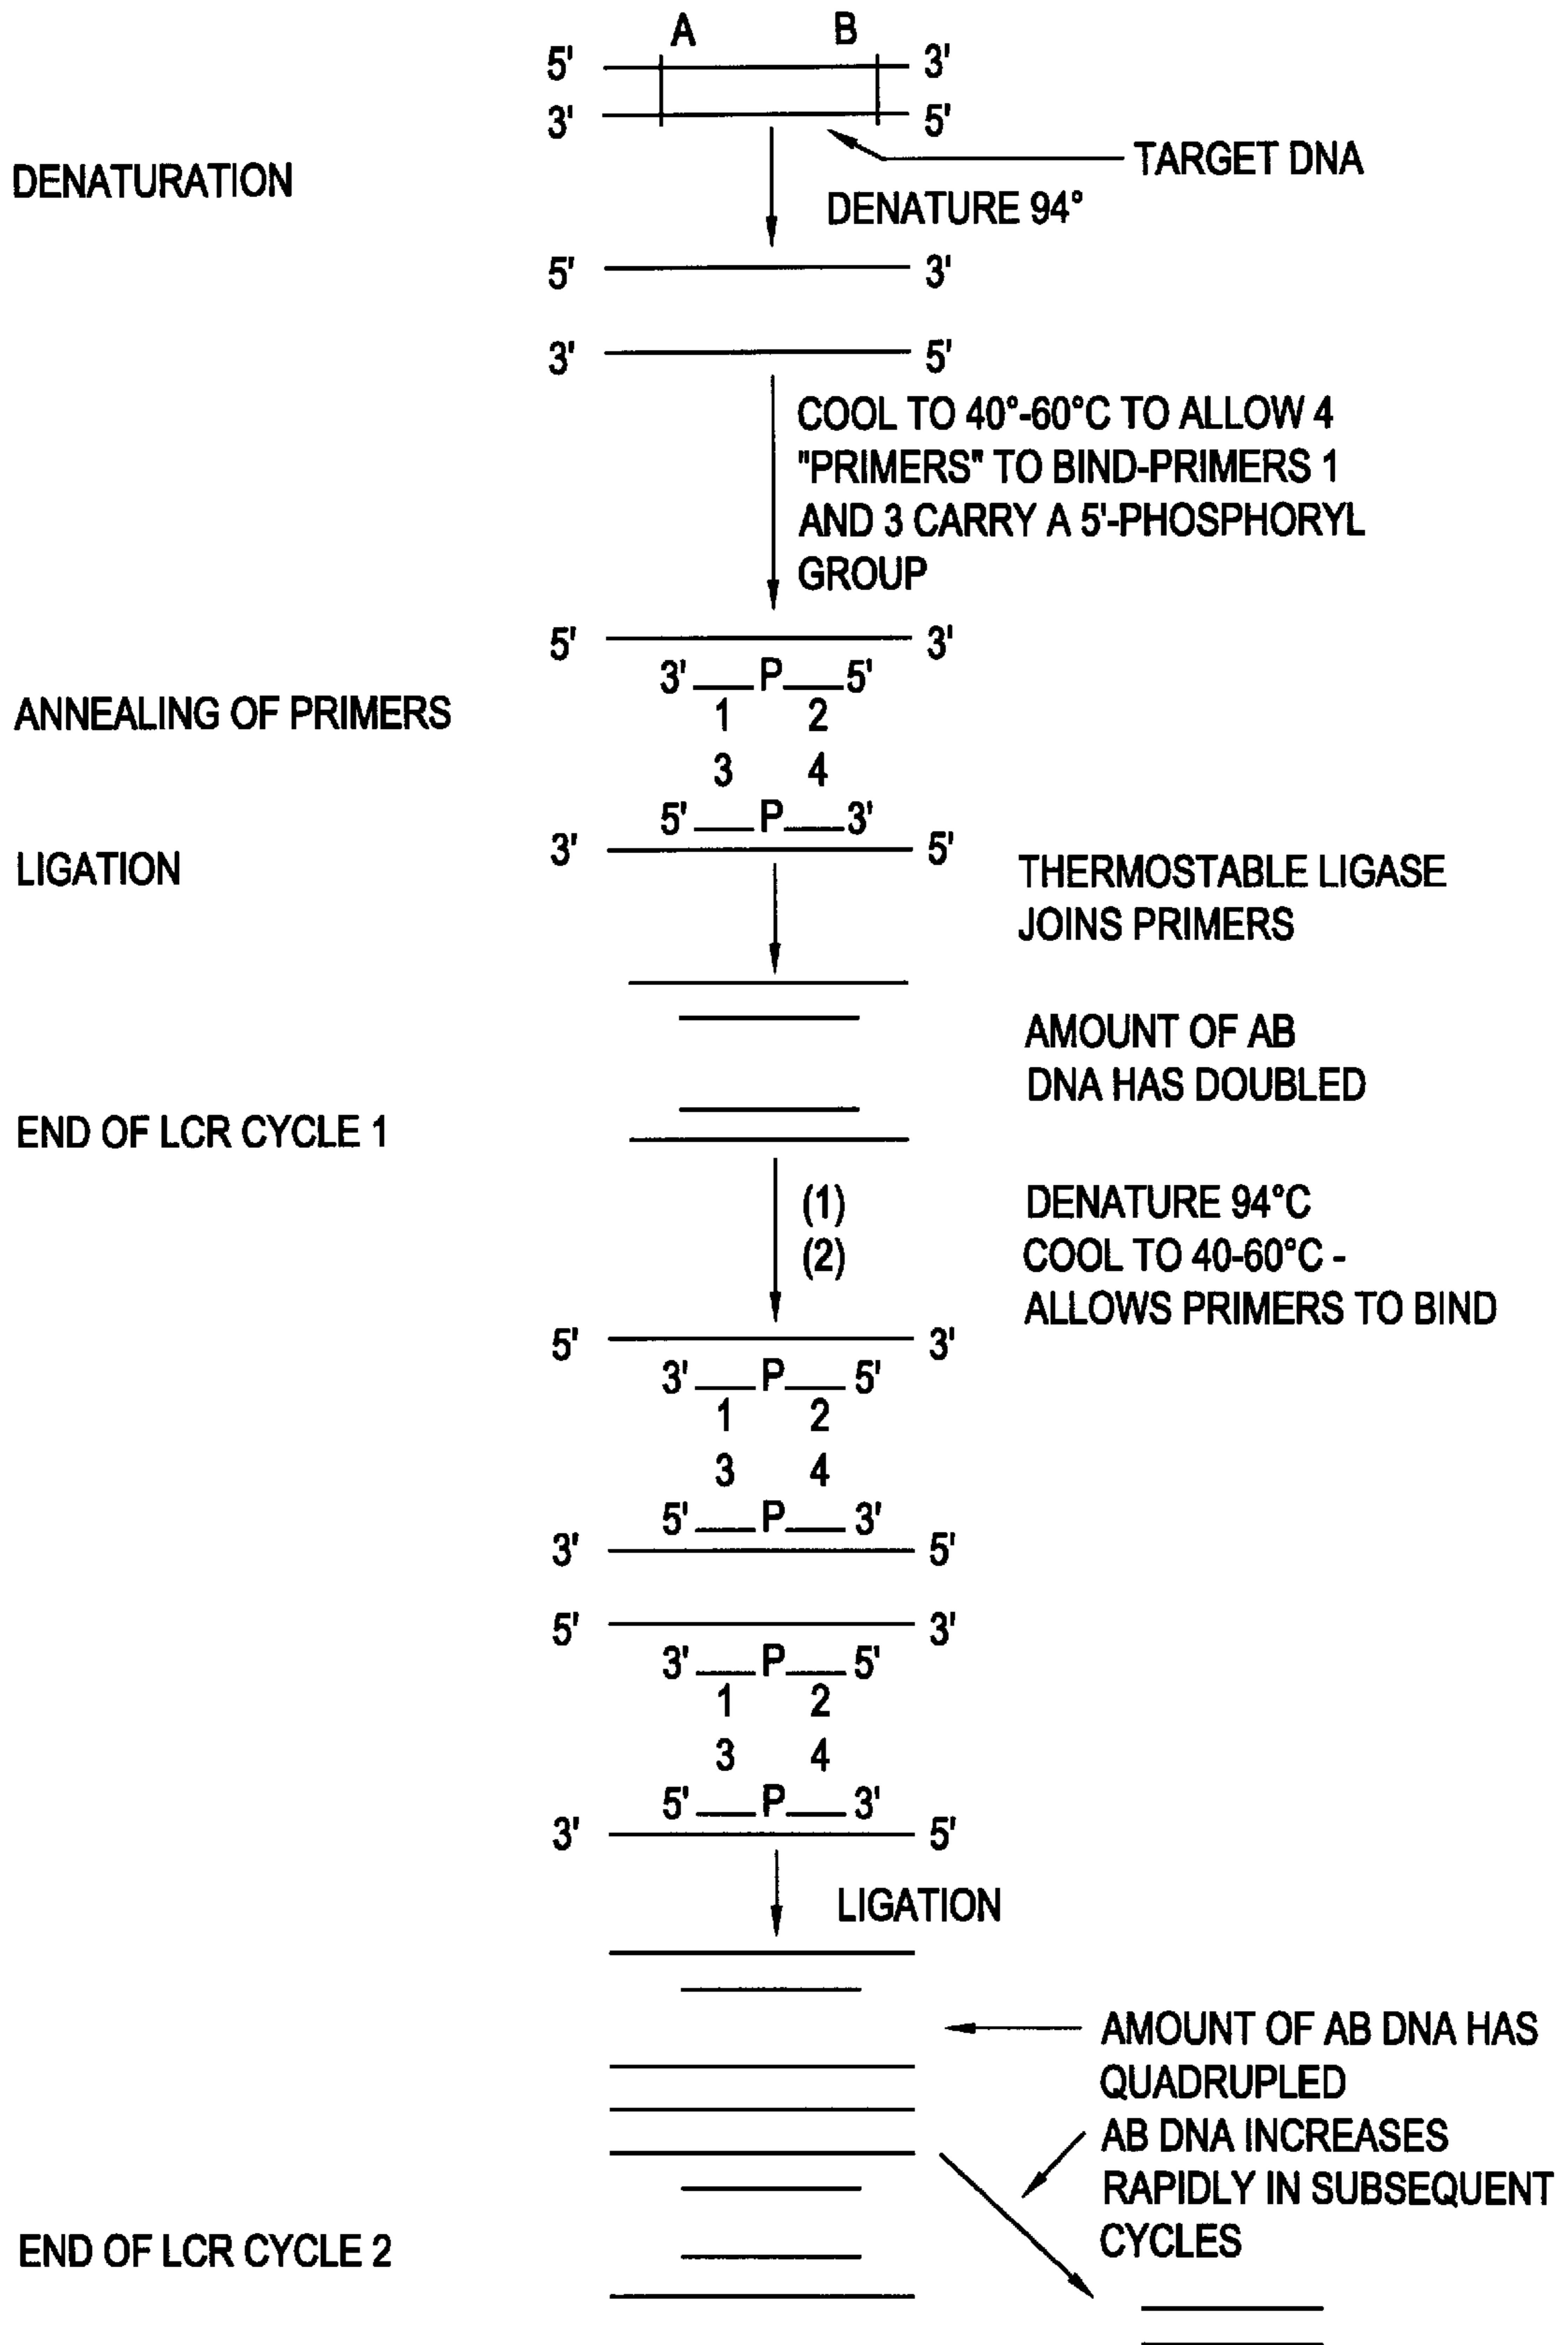 A B
5' 3'
3' 5'
TARGET DNA
DENATURATION
DENATURE 94°
5' 3'
3' 5'
COOL TO 40°-60°C TO ALLOW 4
"PRIMERS" TO BIND-PRIMERS 1
AND 3 CARRY A 5'-PHOSPHORYL
GROUP
5' 3'
3' P 5'
ANNEALING OF PRIMERS
1 2
3 4
5' P 3'
3' 5'
LIGATION
THERMOSTABLE LIGASE
JOINS PRIMERS
AMOUNT OF AB
DNA HAS DOUBLED
END OF LCR CYCLE 1
(1) DENATURE 94°C
(2) COOL TO 40-60°C -
ALLOWS PRIMERS TO BIND
5' 3'
3' P 5'
1 2
3 4
5' P 3'
3' 5'
5' 3'
3' P 5'
1 2
3 4
5' P 3'
3' 5'
LIGATION
AMOUNT OF AB DNA HAS
QUADRUPLED
AB DNA INCREASES
RAPIDLY IN SUBSEQUENT
CYCLES
END OF LCR CYCLE 2